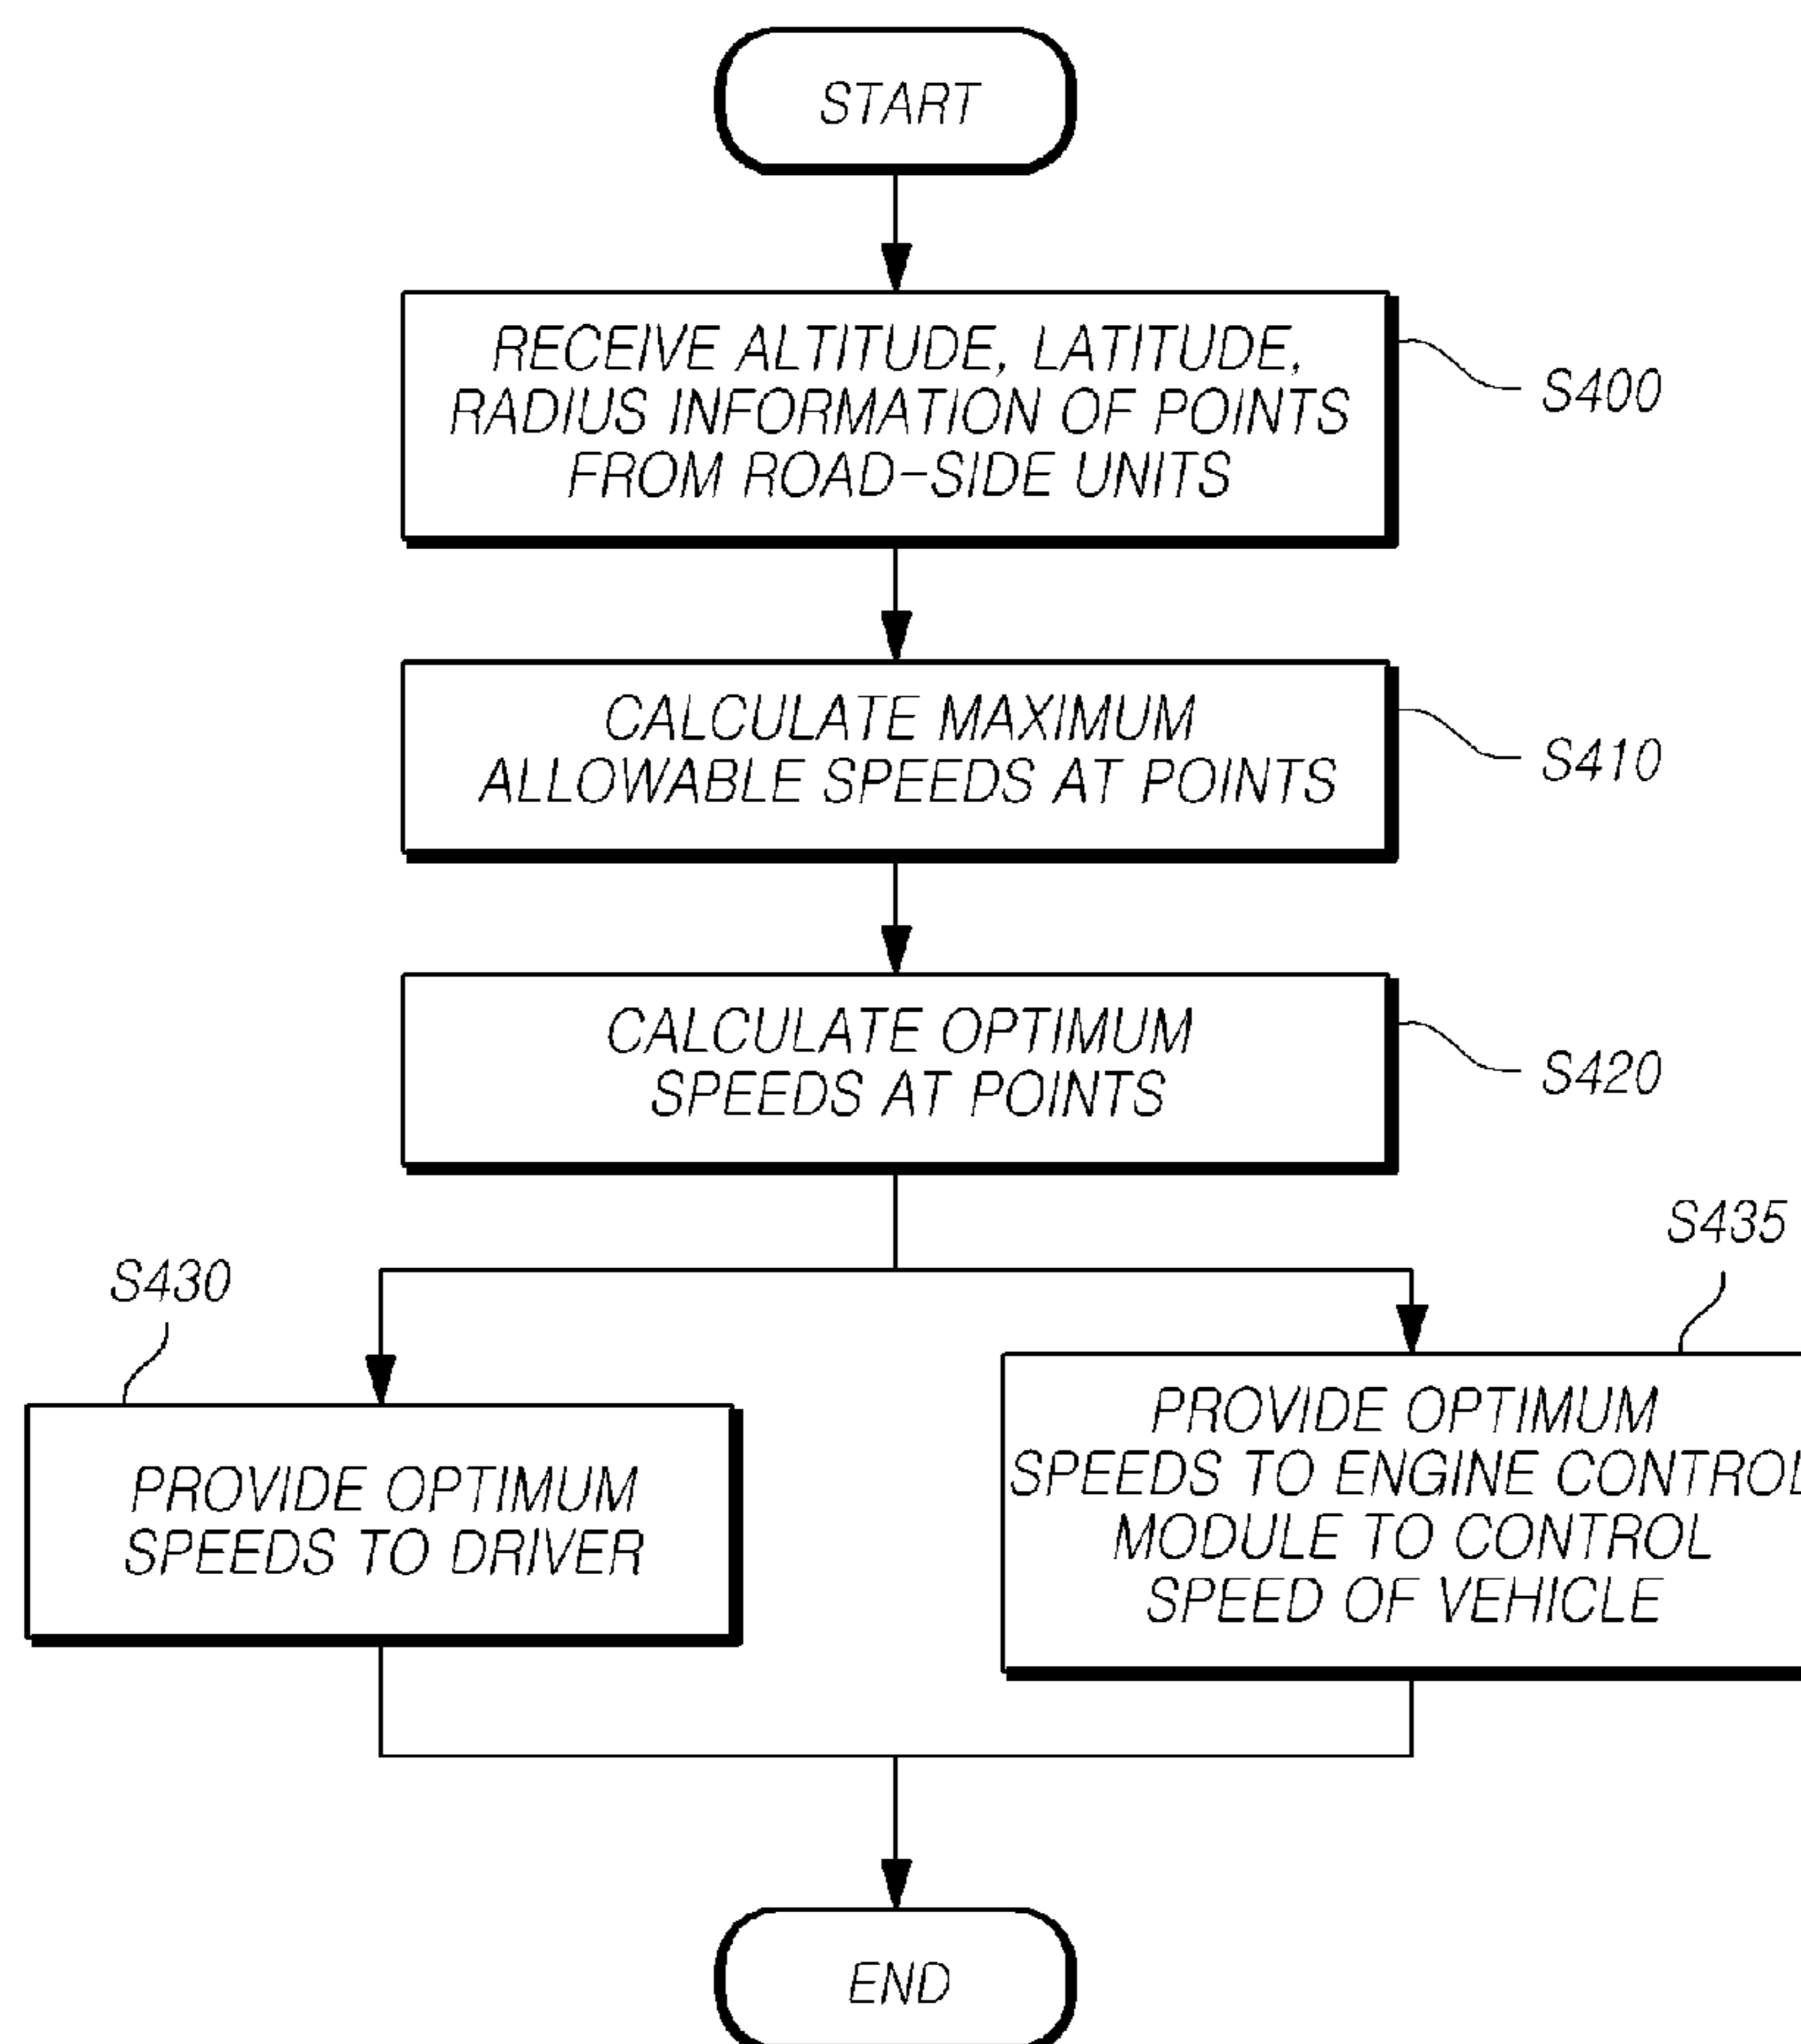 START
RECEIVE ALTITUDE, LATITUDE,
RADIUS INFORMATION OF POINTS
FROM ROAD-SIDE UNITS
S400
CALCULATE MAXIMUM
ALLOWABLE SPEEDS AT POINTS
S410
CALCULATE OPTIMUM
SPEEDS AT POINTS
S420
S430
PROVIDE OPTIMUM
SPEEDS TO DRIVER
S435
PROVIDE OPTIMUM
SPEEDS TO ENGINE CONTROL
MODULE TO CONTROL
SPEED OF VEHICLE
END